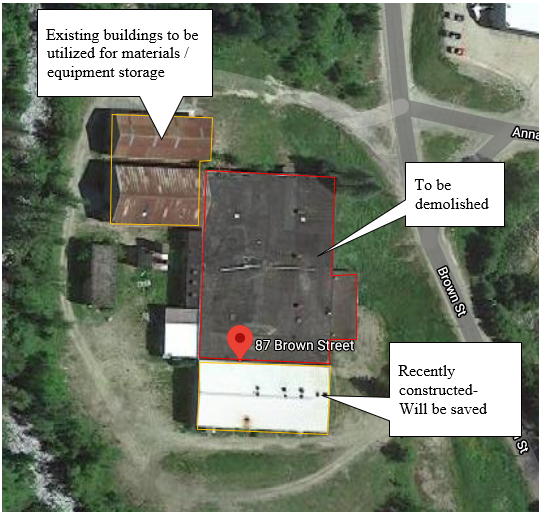 Existing buildings to be
utilized for materials /
equipment storage
Anna
To be
demolished
Brown St
87 Brown Street
Recently
constructed-
Will be saved
St